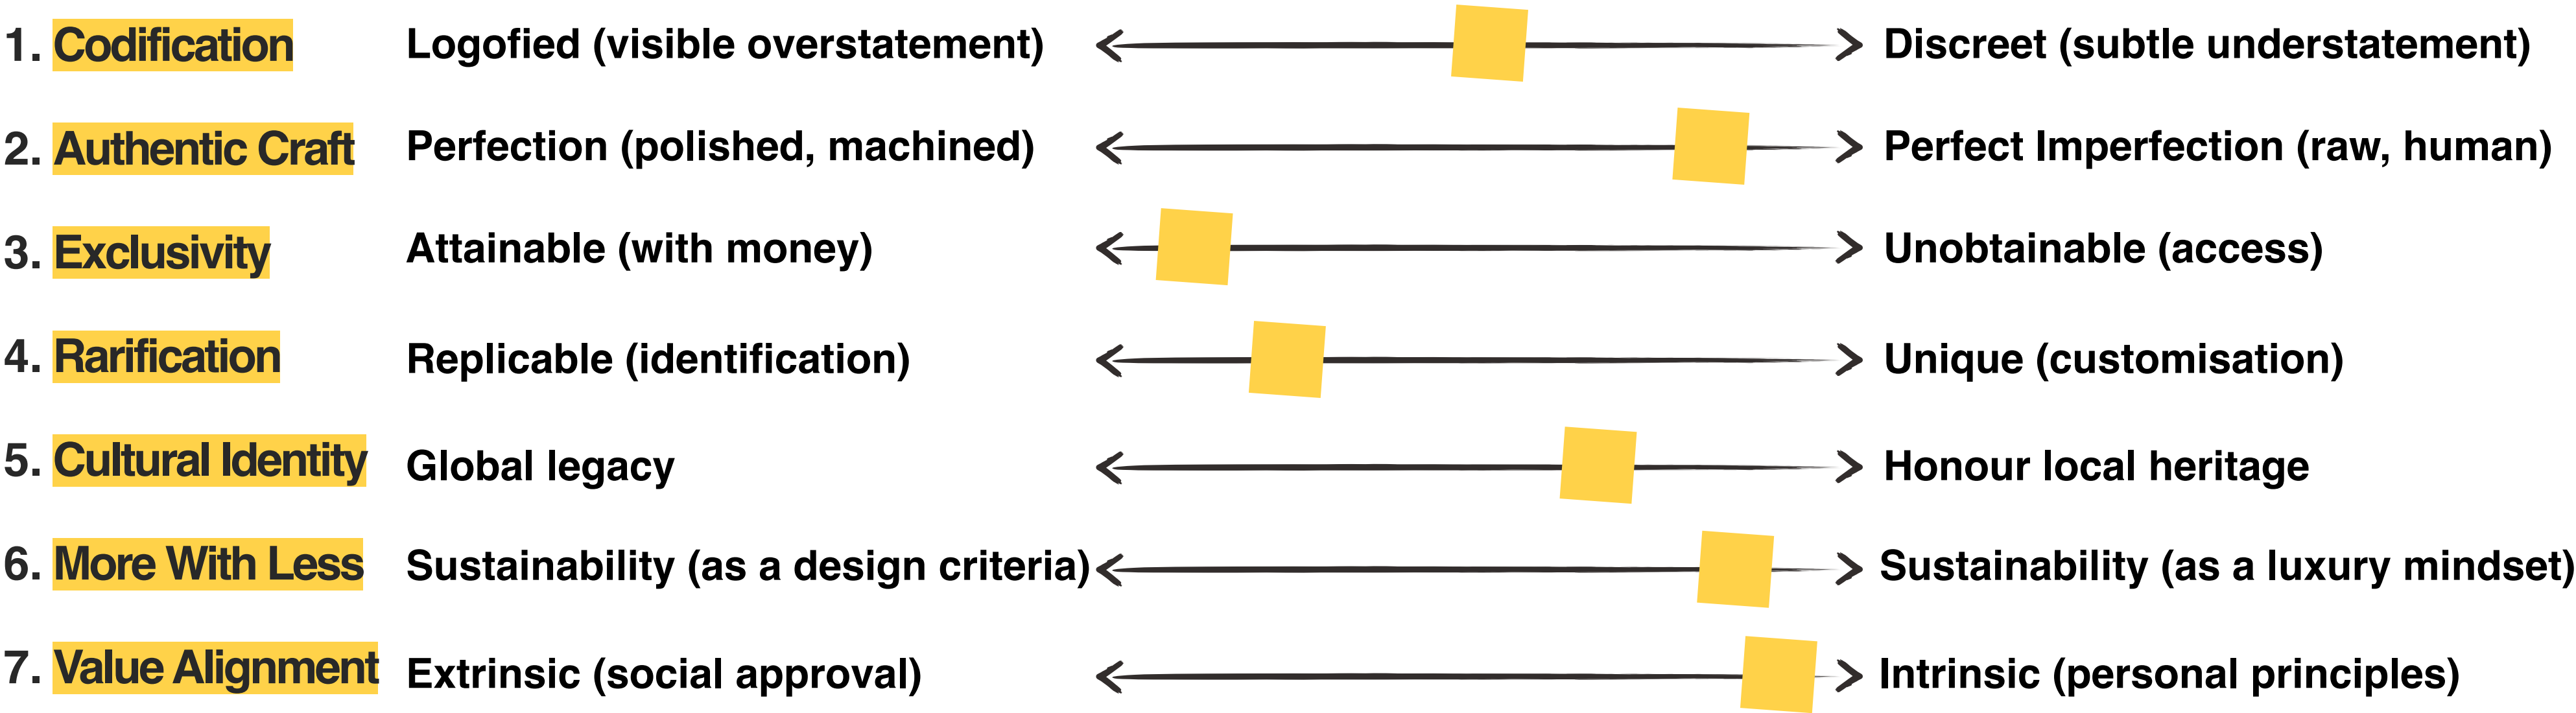 1. Codification Logofied (visible overstatement) Discreet (subtle understatement)
2. Authentic Craft Perfection (polished, machined) Perfect Imperfection (raw, human)
3. Exclusivity Attainable (with money) Unobtainable (access)
4. Rarification Replicable (identification) Unique (customisation)
5. Cultural Identity Global legacy Honour local heritage
6. More With Less Sustainability (as a design criteria) Sustainability (as a luxury mindset)
7. Value Alignment Extrinsic (social approval) Intrinsic (personal principles)